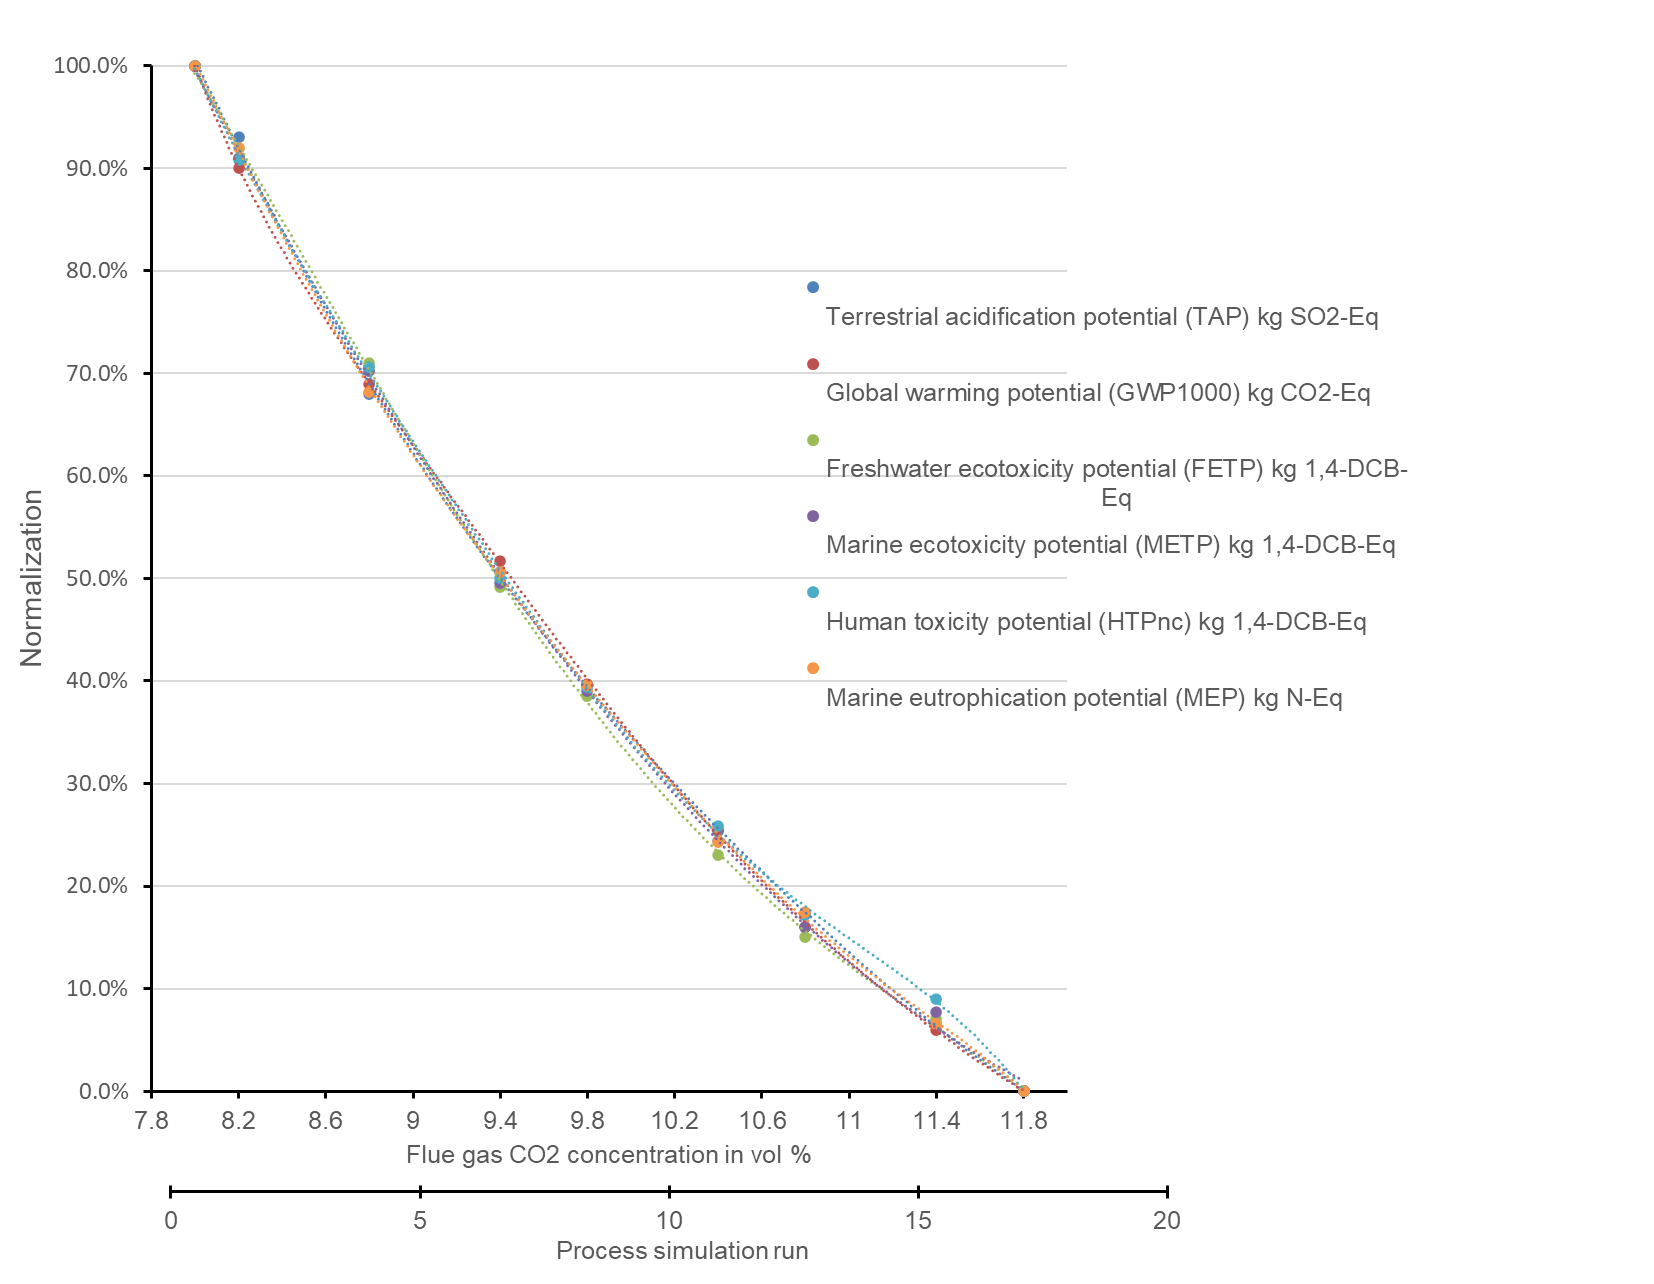 100.0%
90.0%
80.0%
70.0%
60.0%
50.0%
40.0%
30.0%
20.0%
10.0%
0.0%
Normalization
Terrestrial acidification potential (TAP) kg SO2-Eq
Global warming potential (GWP1000) kg CO2-Eq
Freshwater ecotoxicity potential (FETP) kg 1,4-DCB-
Eq
Marine ecotoxicity potential (METP) kg 1,4-DCB-Eq
Human toxicity potential (HTPnc) kg 1,4-DCB-Eq
Marine eutrophication potential (MEP) kg N-Eq
7.8 8.2 8.6 9 9.4 9.8 10.2 10.6 11 11.4 11.8
Flue gas CO2 concentration in vol %
0 5 10 15 20
Process simulation run